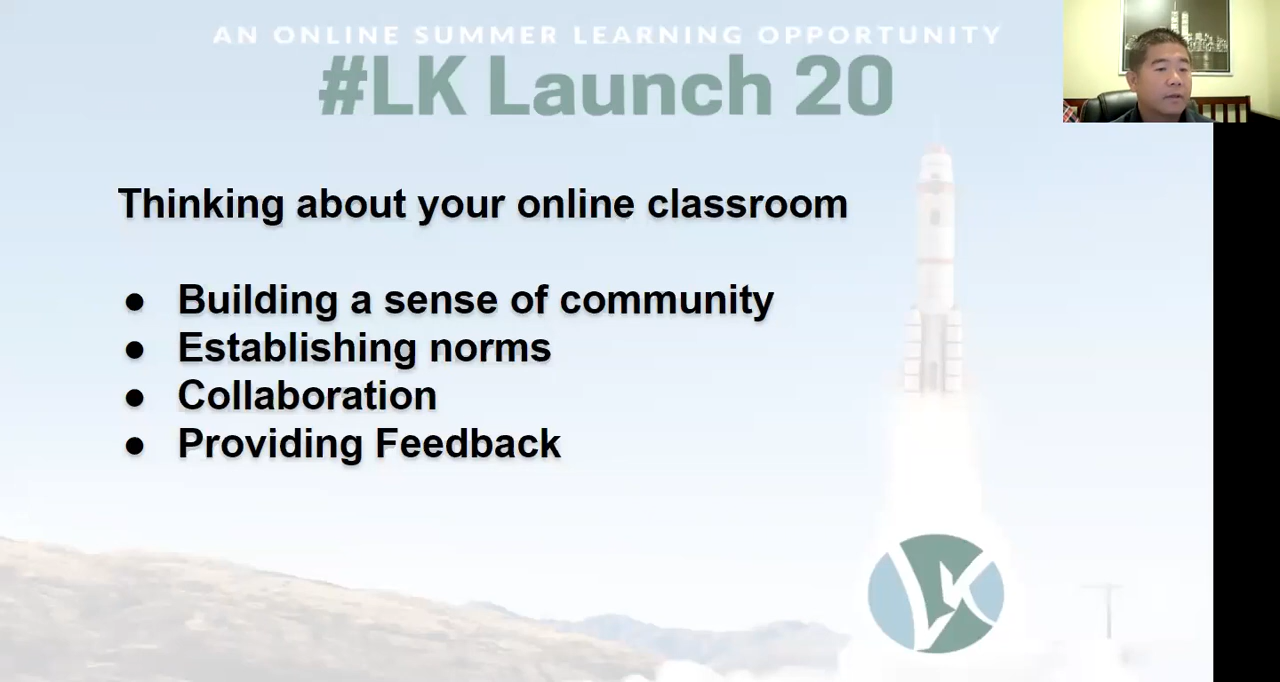 AN ONLINE SUMMER LEARNING OPPORTUNITY
#LK Launch 20
Thinking about your online classroom
● Building a sense of community
● Establishing norms
● Collaboration
● Providing Feedback
LK